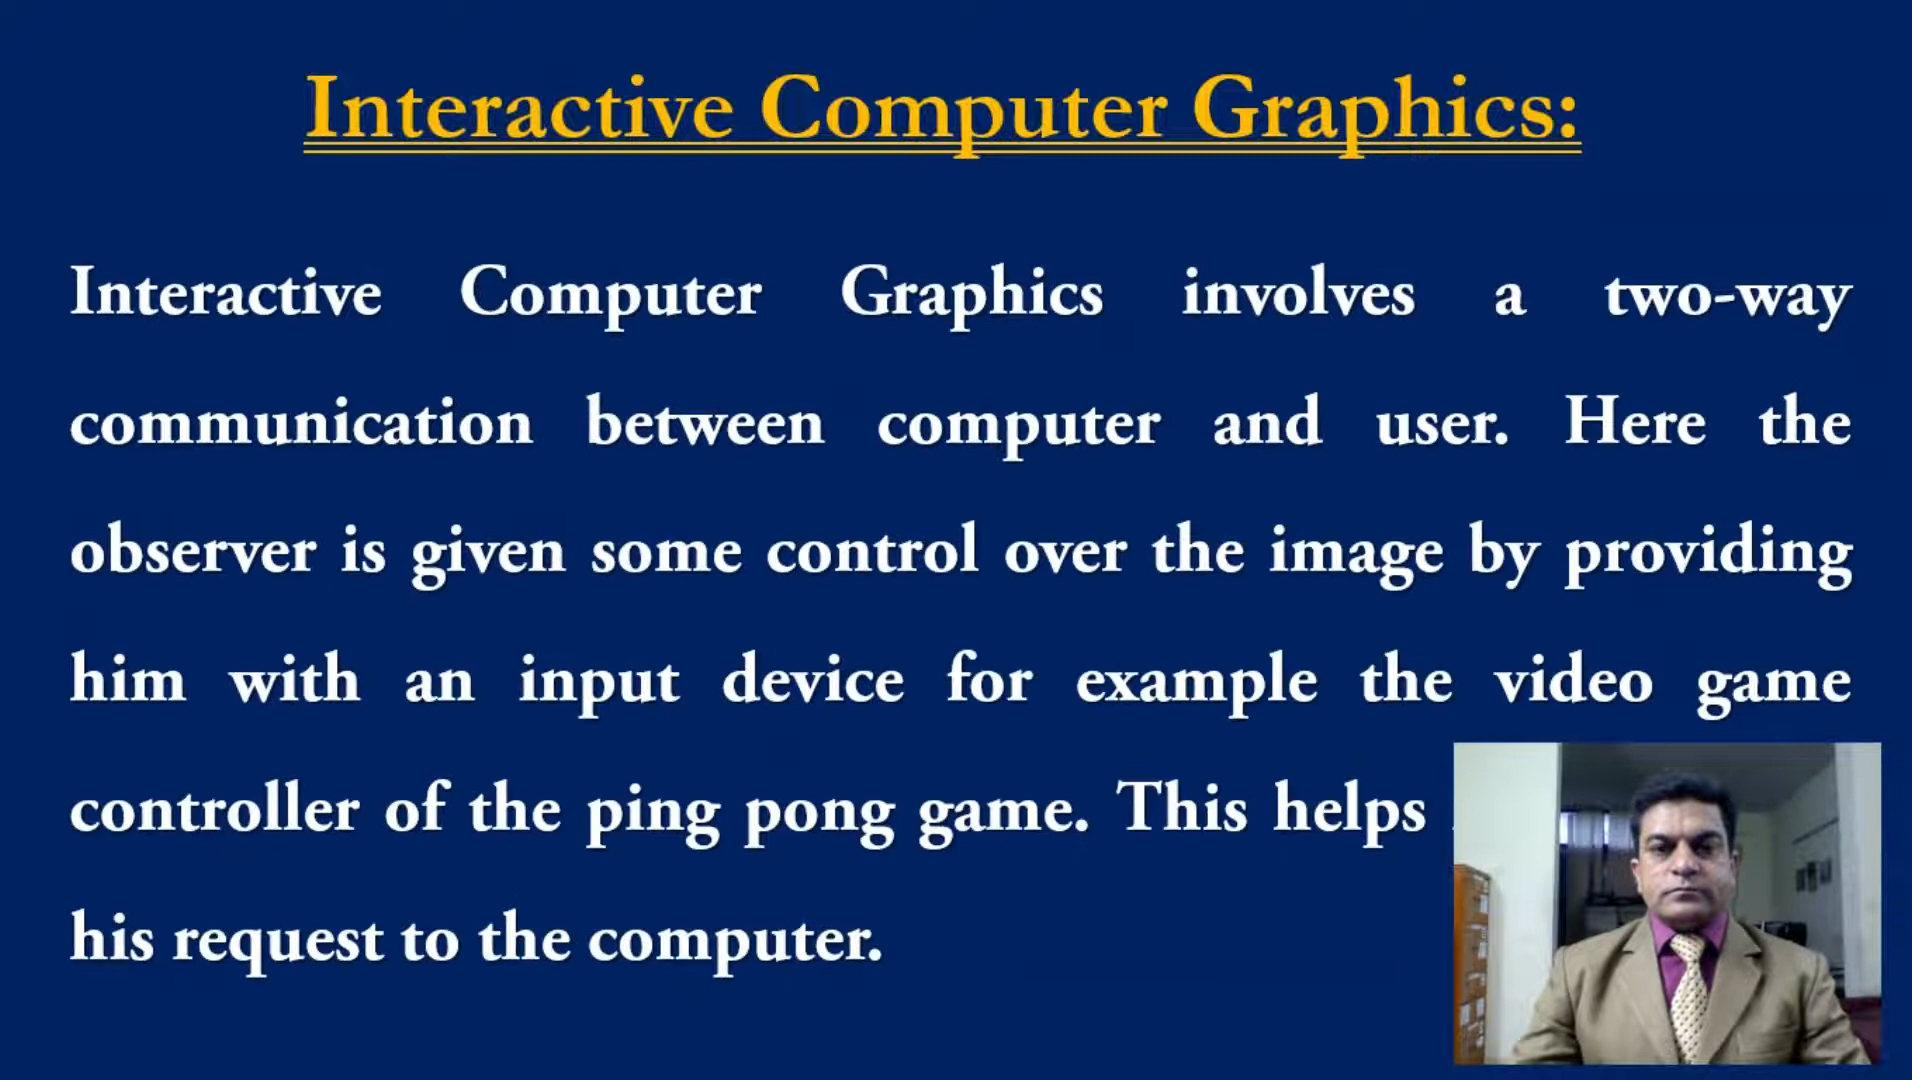 Interactive Computer Graphics:
Interactive Computer Graphics involves a two-way
communication between computer and user. Here the
observer is given some control over the image by providing
him with an input device for example the video game
controller of the ping pong game. This helps
his request to the computer.